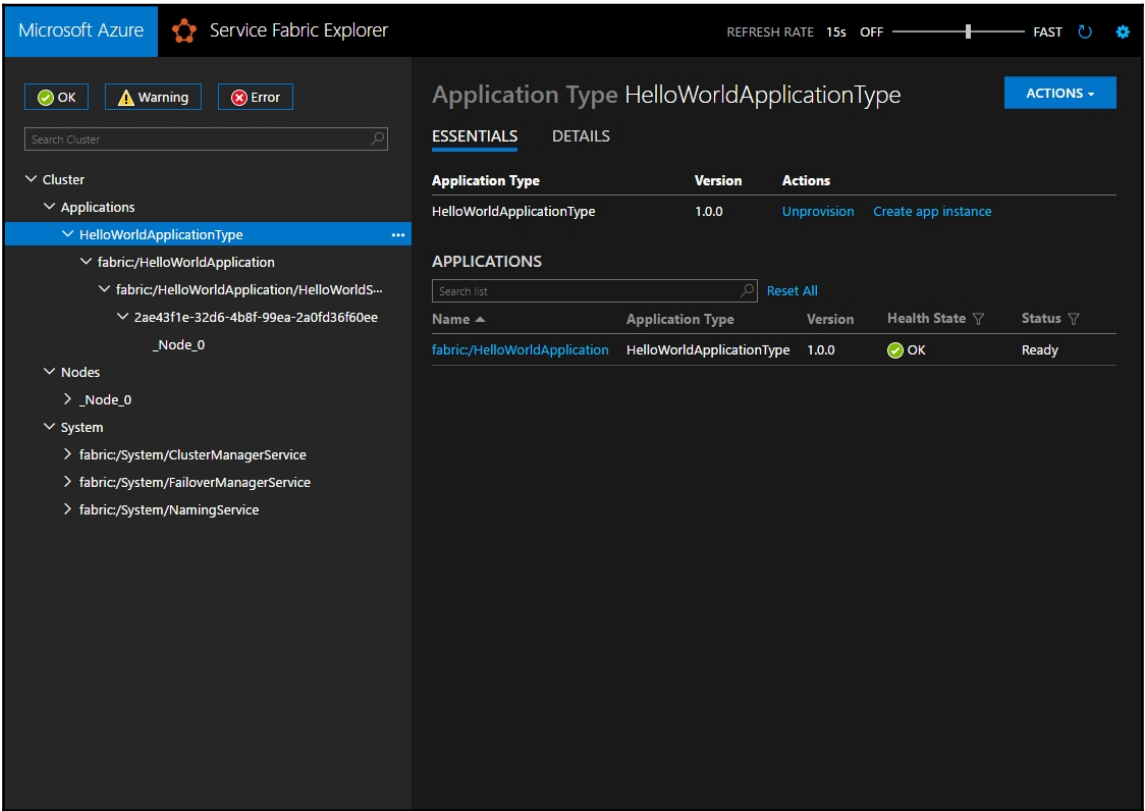 Microsoft Azure Service Fabric Explorer REFRESH RATE 15s OFF FAST
OK Warning Error
Search Cluster
Cluster
Applications
HelloWorldApplicationType ...
fabric:/HelloWorldApplication
fabric:/HelloWorldApplication/HelloWorldS...
2ae43f1e-32d6-4b8f-99ea-2a0fd36f60ee
_Node_0
Nodes
_Node_0
System
fabric:/System/ClusterManagerService
fabric:/System/FailoverManagerService
fabric:/System/NamingService
Application Type HelloWorldApplicationType ACTIONS
ESSENTIALS DETAILS
Application Type Version Actions
HelloWorldApplicationType 1.0.0 Unprovision Create app instance
APPLICATIONS
Search list Reset All
Name Application Type Version Health State Status
fabric:/HelloWorldApplication HelloWorldApplicationType 1.0.0 OK Ready